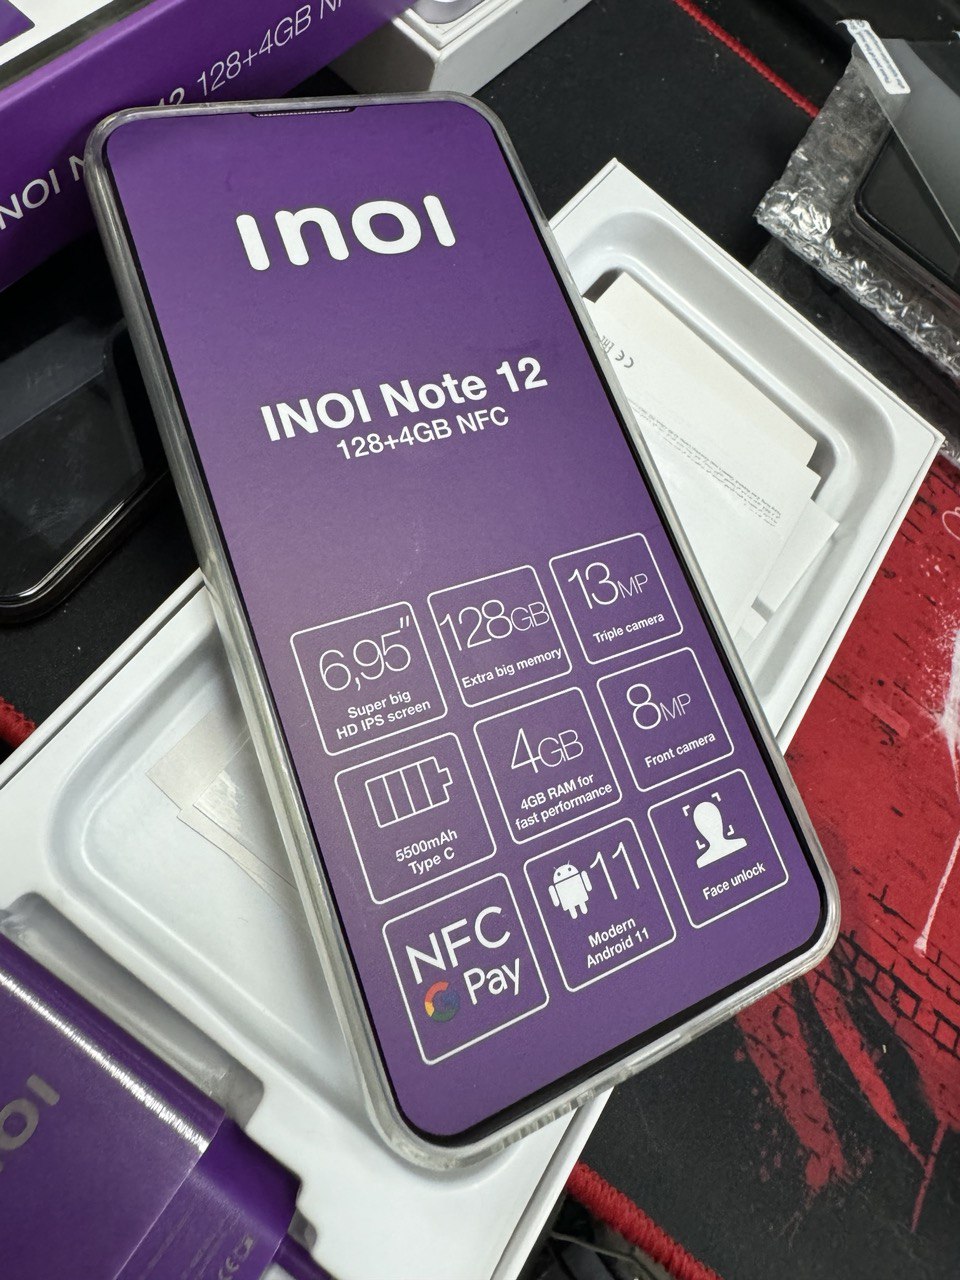 128+4GB
INOI
INOI
INOI Note 12
128+4GB NFC
6,95"
Super big
HD IPS screen
128GB
Extra big memory
13MP
Triple camera
5500mAh
Type C
4GB
4GB RAM for
fast performance
8MP
Front camera
NFC
G Pay
11
Modern
Android 11
Face unlock